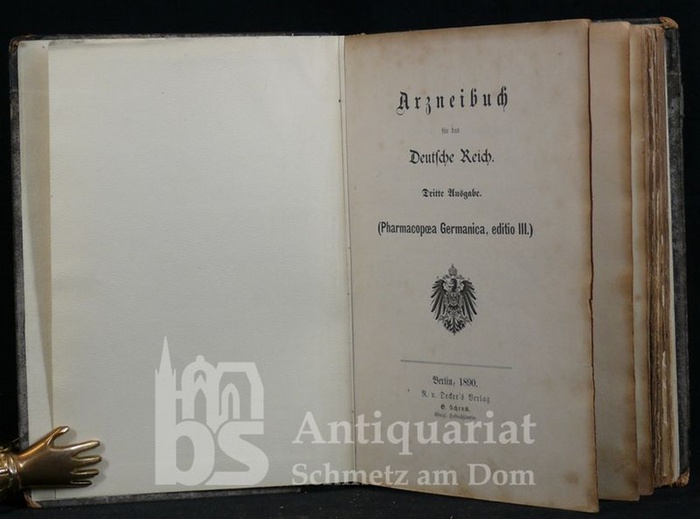 Arzneibuch
für das
Deutsche Reich.
Dritte Ausgabe.
(Pharmacopœa Germanica, editio III.)
Berlin, 1890.
R. v. Decker's Verlag
G. Schenck.
bs Antiquariat
Schmetz am Dom